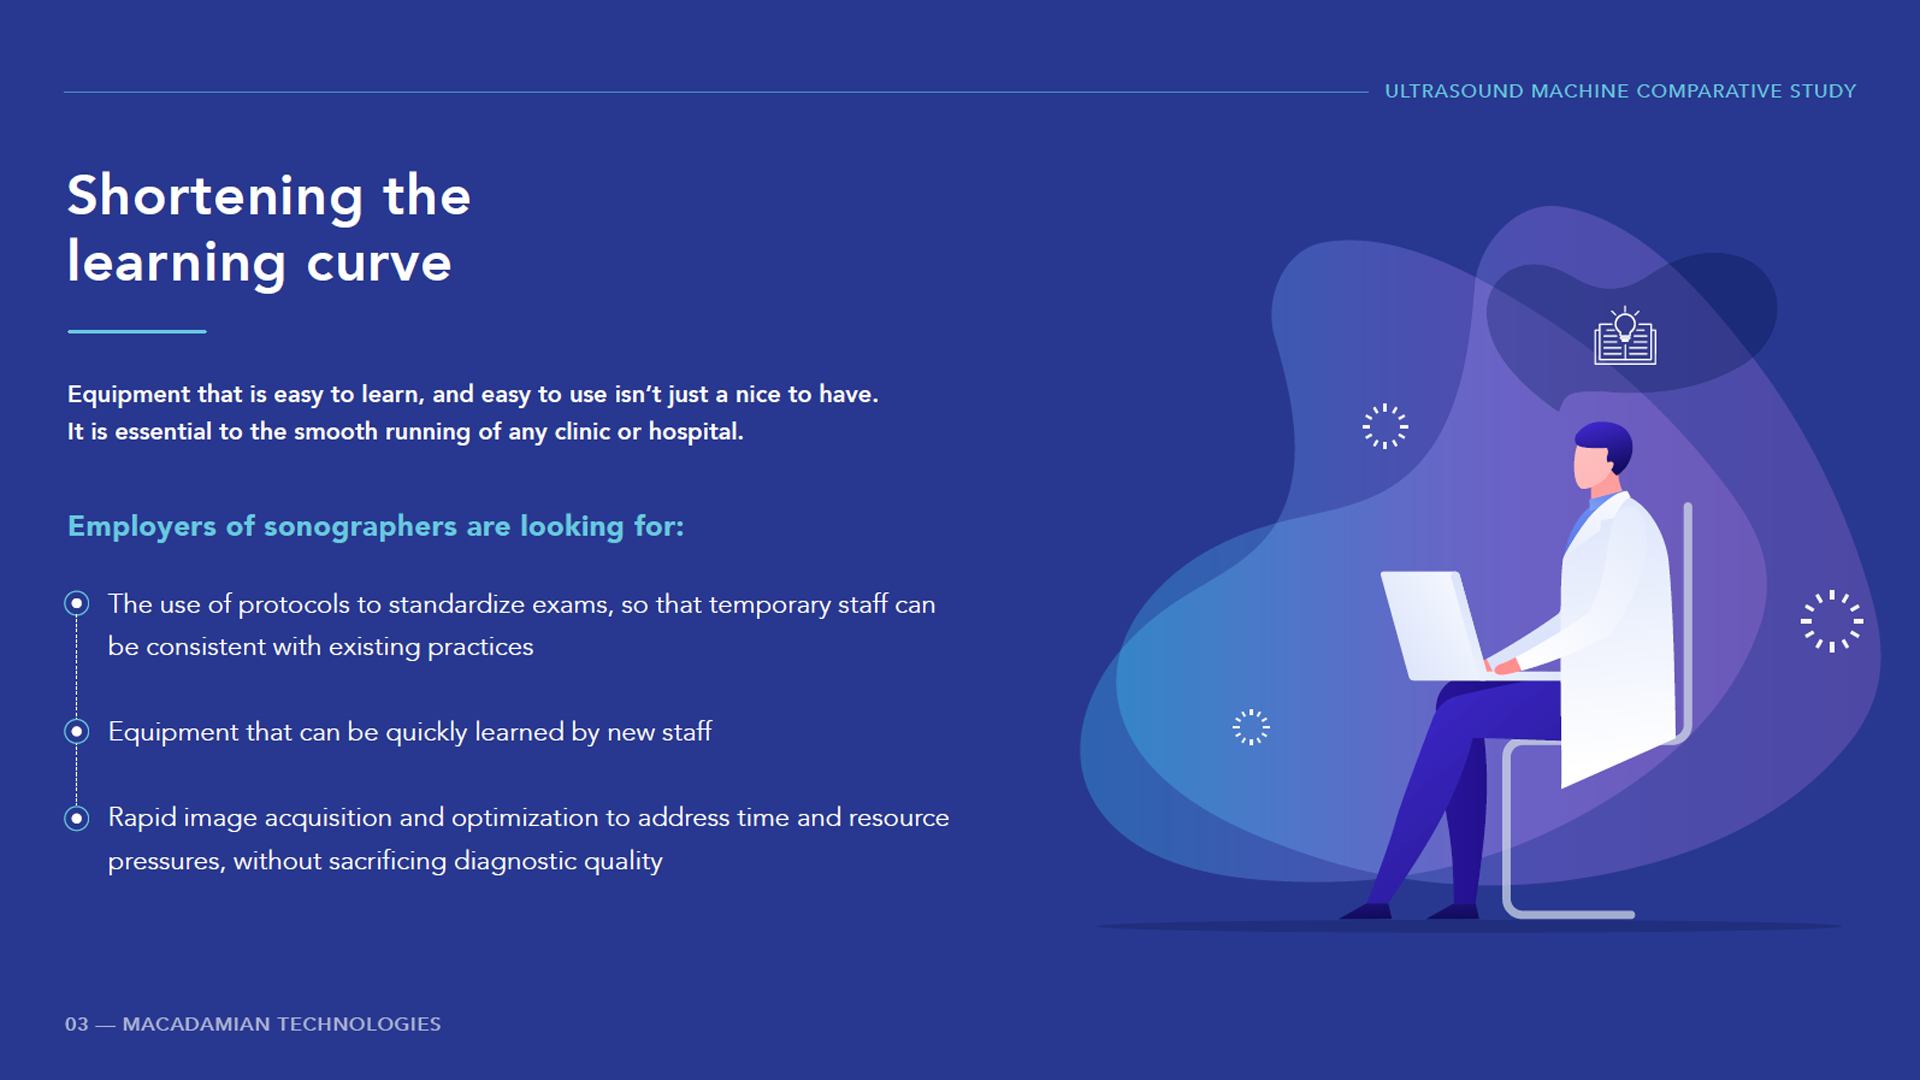 ULTRASOUND MACHINE COMPARATIVE STUDY
Shortening the
learning curve
Equipment that is easy to learn, and easy to use isn’t just a nice to have.
It is essential to the smooth running of any clinic or hospital.
Employers of sonographers are looking for:
The use of protocols to standardize exams, so that temporary staff can
be consistent with existing practices
Equipment that can be quickly learned by new staff
Rapid image acquisition and optimization to address time and resource
pressures, without sacrificing diagnostic quality
03 — MACADAMIAN TECHNOLOGIES